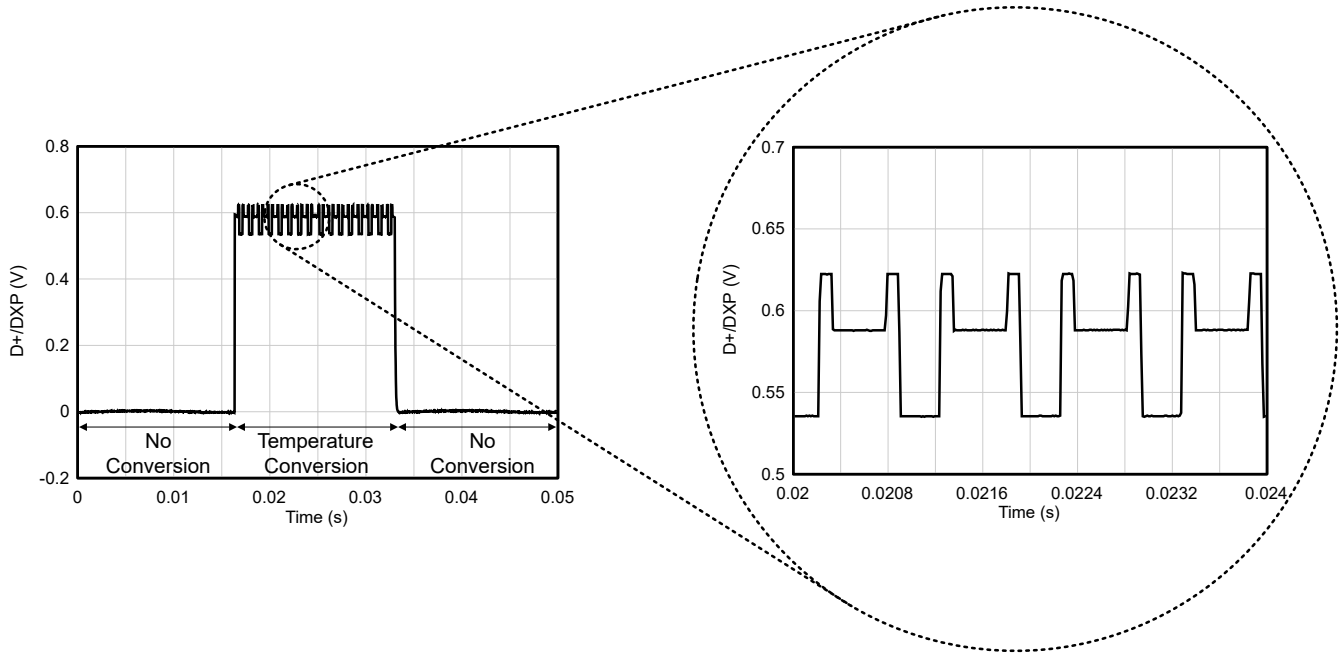 0.8
0.6
0.4
0.2
0
-0.2
D+/DXP (V)
No
Conversion
Temperature
Conversion
No
Conversion
0
0.01
0.02
0.03
0.04
0.05
Time (s)
0.7
0.65
0.6
0.55
0.5
D+/DXP (V)
0.02
0.0208
0.0216
0.0224
0.0232
0.024
Time (s)